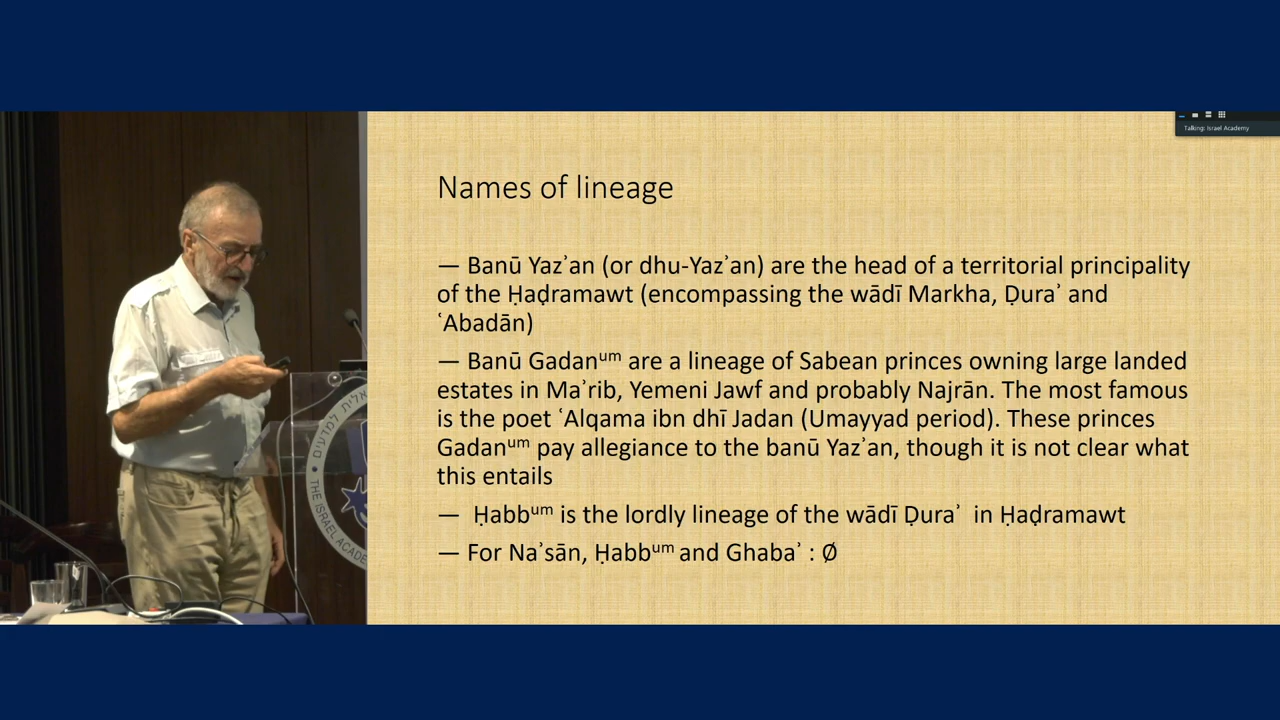 Talking: Israel Academy
Names of lineage
— Banū Yazʾan (or dhu-Yazʾan) are the head of a territorial principality
of the Ḥaḍramawt (encompassing the wādī Markha, Ḍuraʾ and
ʿAbadān)
— Banū Gadanᵘᵐ are a lineage of Sabean princes owning large landed
estates in Maʾrib, Yemeni Jawf and probably Najrān. The most famous
is the poet ʿAlqama ibn dhī Jadan (Umayyad period). These princes
Gadanᵘᵐ pay allegiance to the banū Yazʾan, though it is not clear what
this entails
— Ḥabbᵘᵐ is the lordly lineage of the wādī Ḍuraʾ in Ḥaḍramawt
— For Naʾsān, Ḥabbᵘᵐ and Ghabaʾ : Ø
למדעים
THE ISRAEL